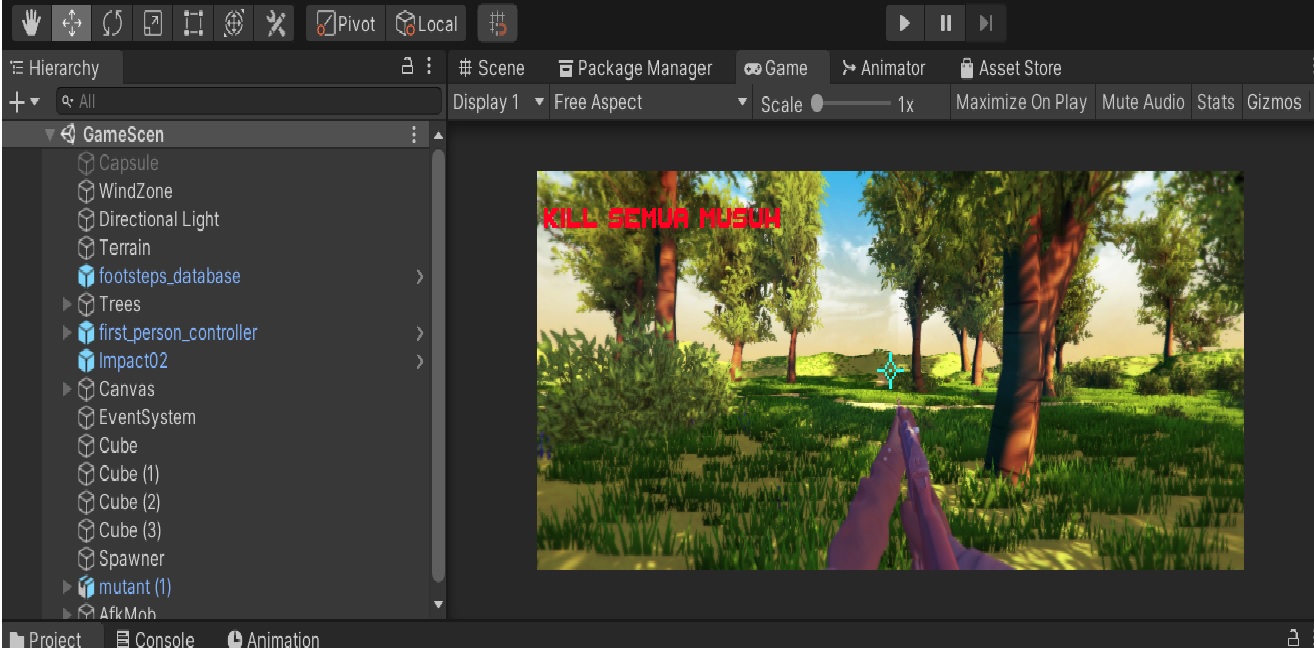 Pivot Local
Hierarchy
All
GameScen
Capsule
WindZone
Directional Light
Terrain
footsteps_database
Trees
first_person_controller
Impact02
Canvas
EventSystem
Cube
Cube (1)
Cube (2)
Cube (3)
Spawner
mutant (1)
AfkMob
Scene Package Manager Game Animator Asset Store
Display 1 Free Aspect Scale 1x Maximize On Play Mute Audio Stats Gizmos
KILL SEMUA MUSUH
Project Console Animation